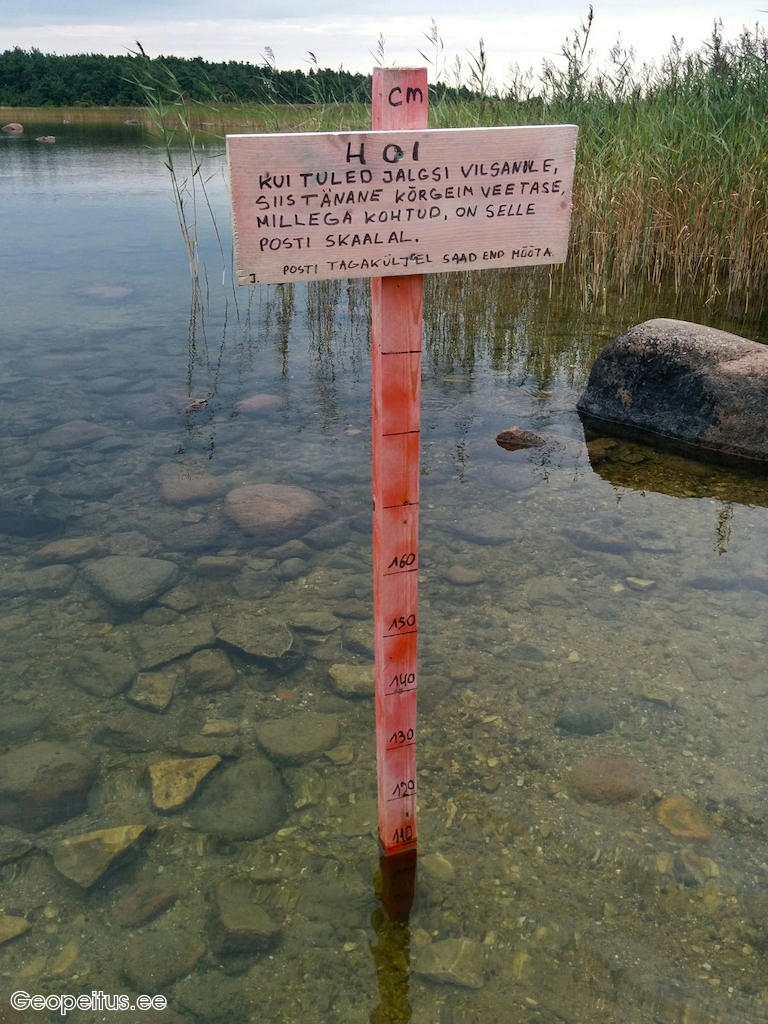 cm
HOI
KUI TULED JALGSI VILSANDLE,
SIIS TÄNANE KÕRGEIM VEETASE,
MILLEGA KOHTUD, ON SELLE
POSTI SKAALAL.
POSTI TAGAKÜLJEL SAAD END MÕÕTA.
J.
160
150
140
130
120
110
Geopeitus.ee